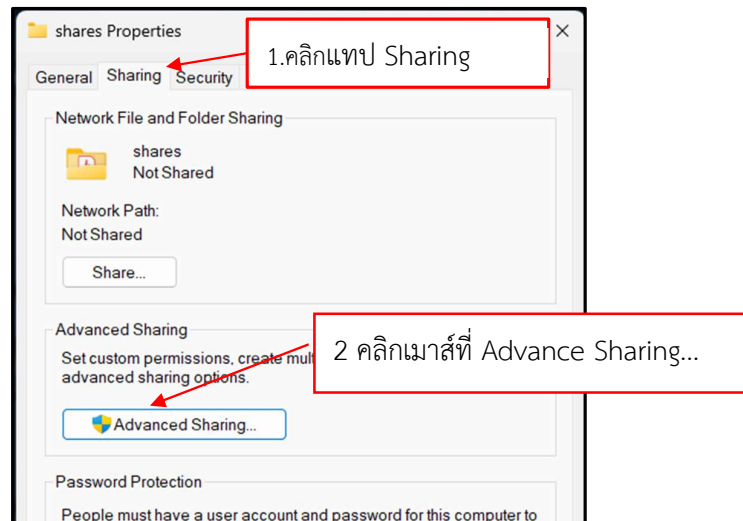 shares Properties
1.คลิกแทป Sharing
General Sharing Security
Network File and Folder Sharing
shares
Not Shared
Network Path:
Not Shared
Share...
Advanced Sharing
2 คลิกเมาส์ที่ Advance Sharing...
Set custom permissions, create mul
advanced sharing options.
Advanced Sharing...
Password Protection
People must have a user account and password for this computer to